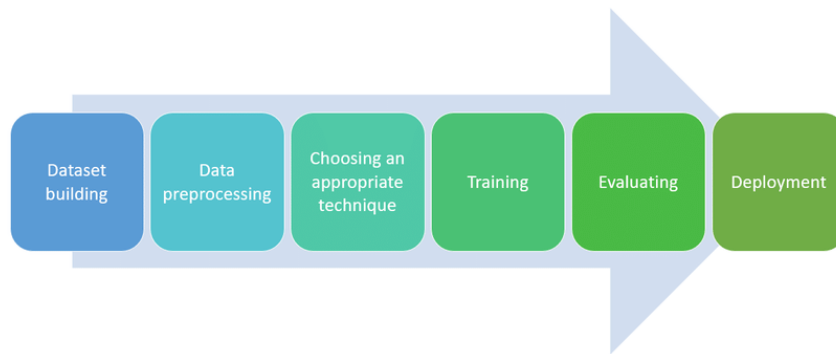 Dataset
building
Data
preprocessing
Choosing an
appropriate
technique
Training
Evaluating
Deployment